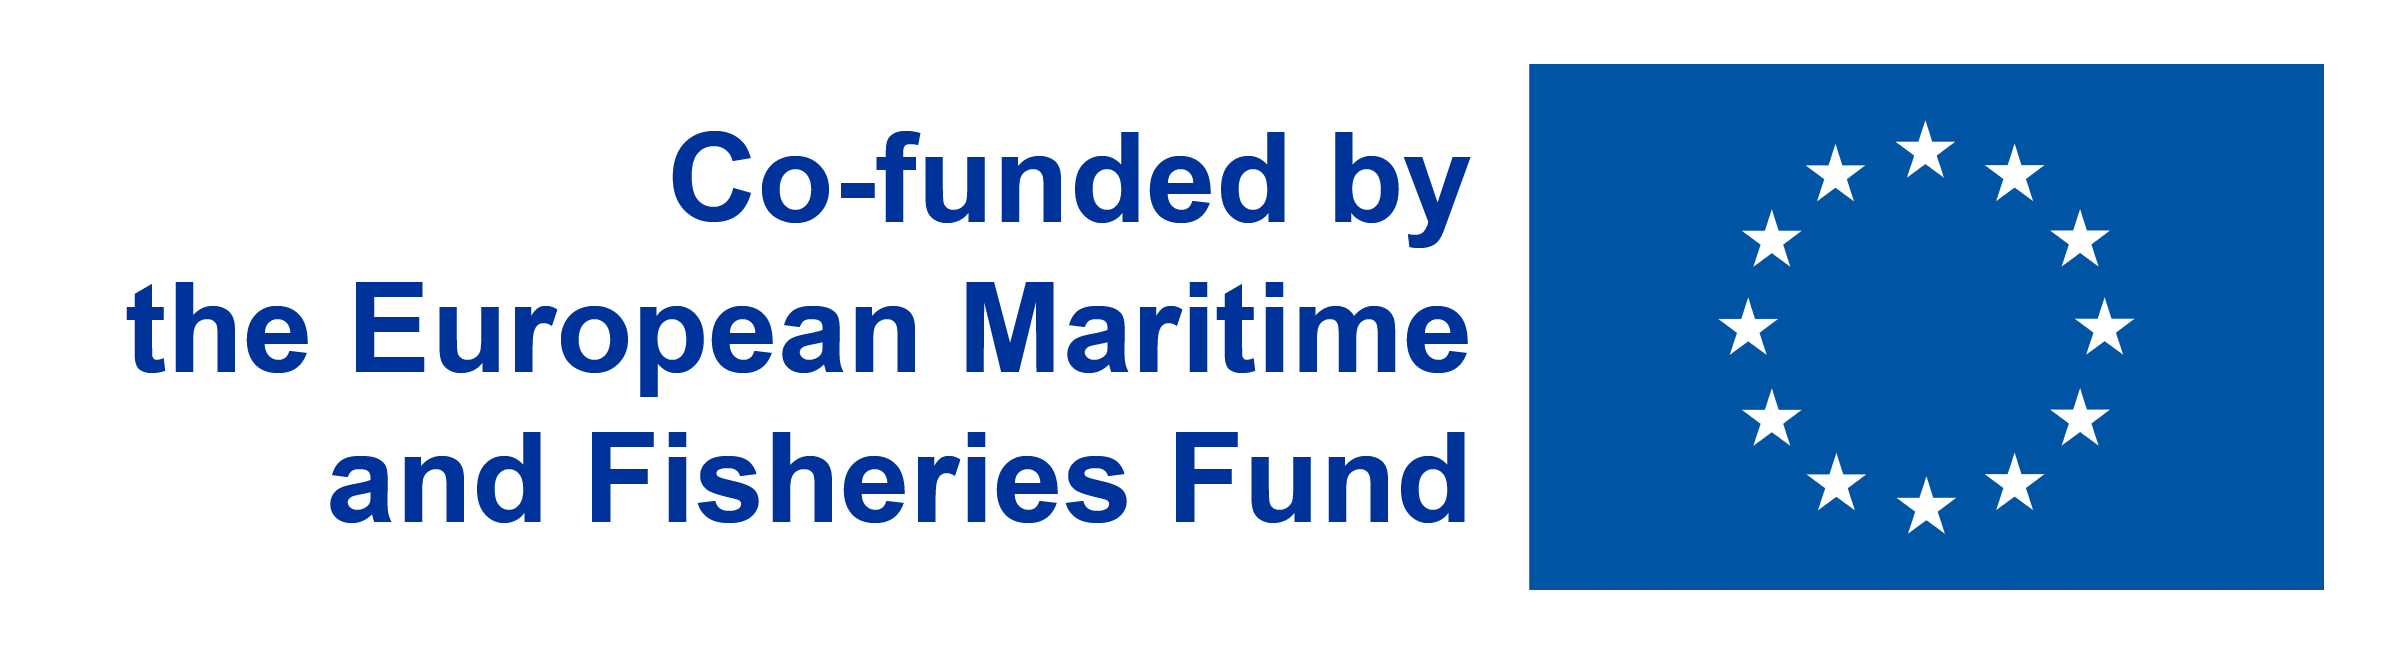 Co-funded by
the European Maritime
and Fisheries Fund